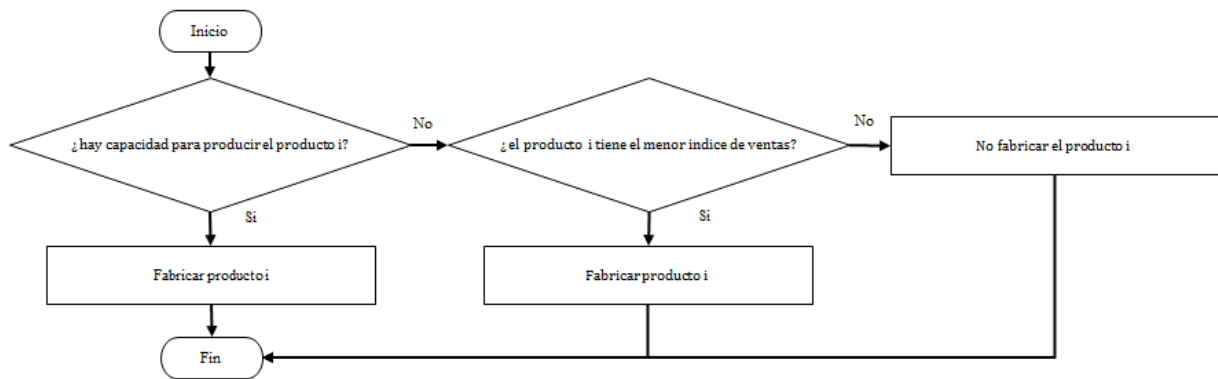 Inicio
¿hay capacidad para producir el producto i?
No
¿el producto i tiene el menor indice de ventas?
No
No fabricar el producto i
Si
Si
Fabricar producto i
Fabricar producto i
Fin